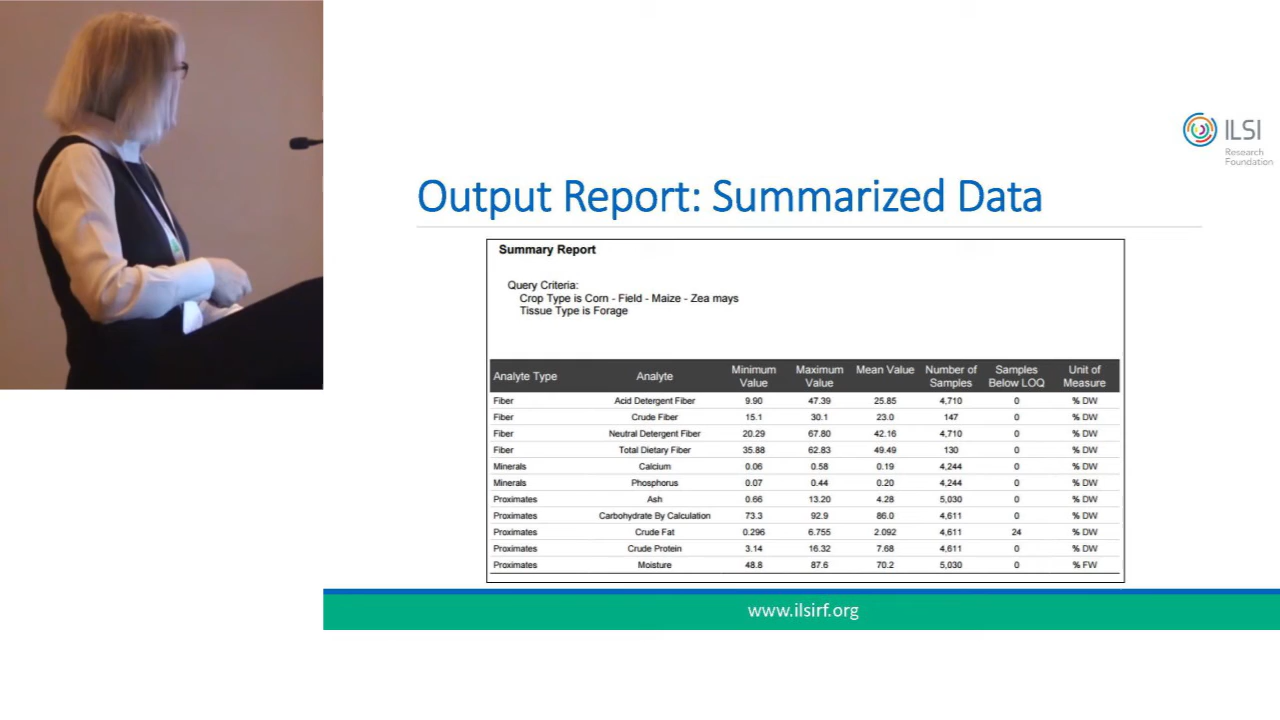 ILSI
Research
Foundation
Output Report: Summarized Data
Summary Report
Query Criteria:
Crop Type is Corn - Field - Maize - Zea mays
Tissue Type is Forage
Analyte Type Analyte Minimum Value Maximum Value Mean Value Number of Samples Samples Below LOQ Unit of Measure
Fiber Acid Detergent Fiber 9.90 47.39 25.85 4,710 0 % DW
Fiber Crude Fiber 15.1 30.1 23.0 147 0 % DW
Fiber Neutral Detergent Fiber 20.29 67.80 42.16 4,710 0 % DW
Fiber Total Dietary Fiber 35.88 62.83 49.49 130 0 % DW
Minerals Calcium 0.06 0.58 0.19 4,244 0 % DW
Minerals Phosphorus 0.07 0.44 0.20 4,244 0 % DW
Proximates Ash 0.66 13.20 4.28 5,030 0 % DW
Proximates Carbohydrate By Calculation 73.3 92.9 86.0 4,611 0 % DW
Proximates Crude Fat 0.296 6.755 2.092 4,611 24 % DW
Proximates Crude Protein 3.14 16.32 7.68 4,611 0 % DW
Proximates Moisture 48.8 87.6 70.2 5,030 0 % FW
www.ilsirf.org